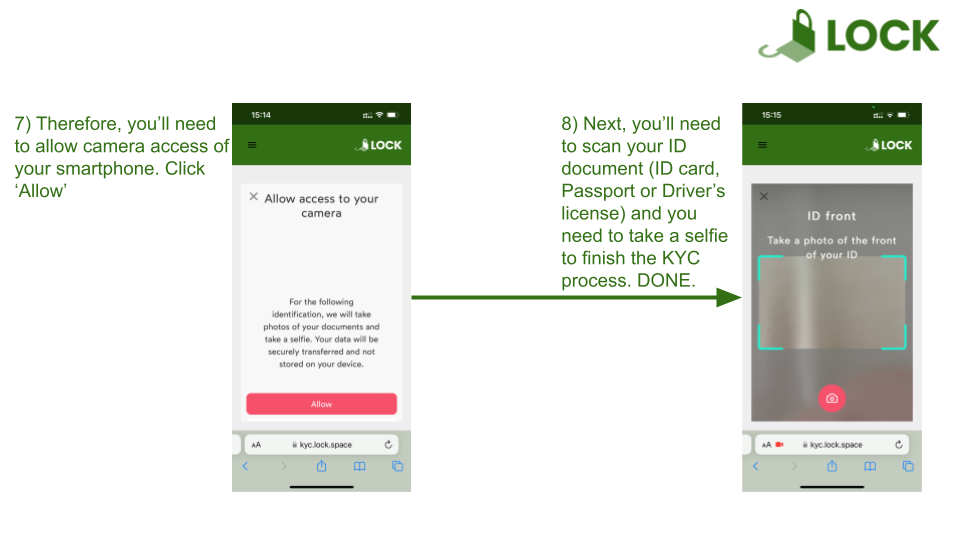 LOCK
7) Therefore, you’ll need
to allow camera access of
your smartphone. Click
‘Allow’
15:14
LOCK
Allow access to your
camera
For the following
identification, we will take
photos of your documents and
take a selfie. Your data will be
securely transferred and not
stored on your device.
Allow
AA
kyc.lock.space
8) Next, you’ll need
to scan your ID
document (ID card,
Passport or Driver’s
license) and you
need to take a selfie
to finish the KYC
process. DONE.
15:15
LOCK
ID front
Take a photo of the front
of your ID
AA
kyc.lock.space